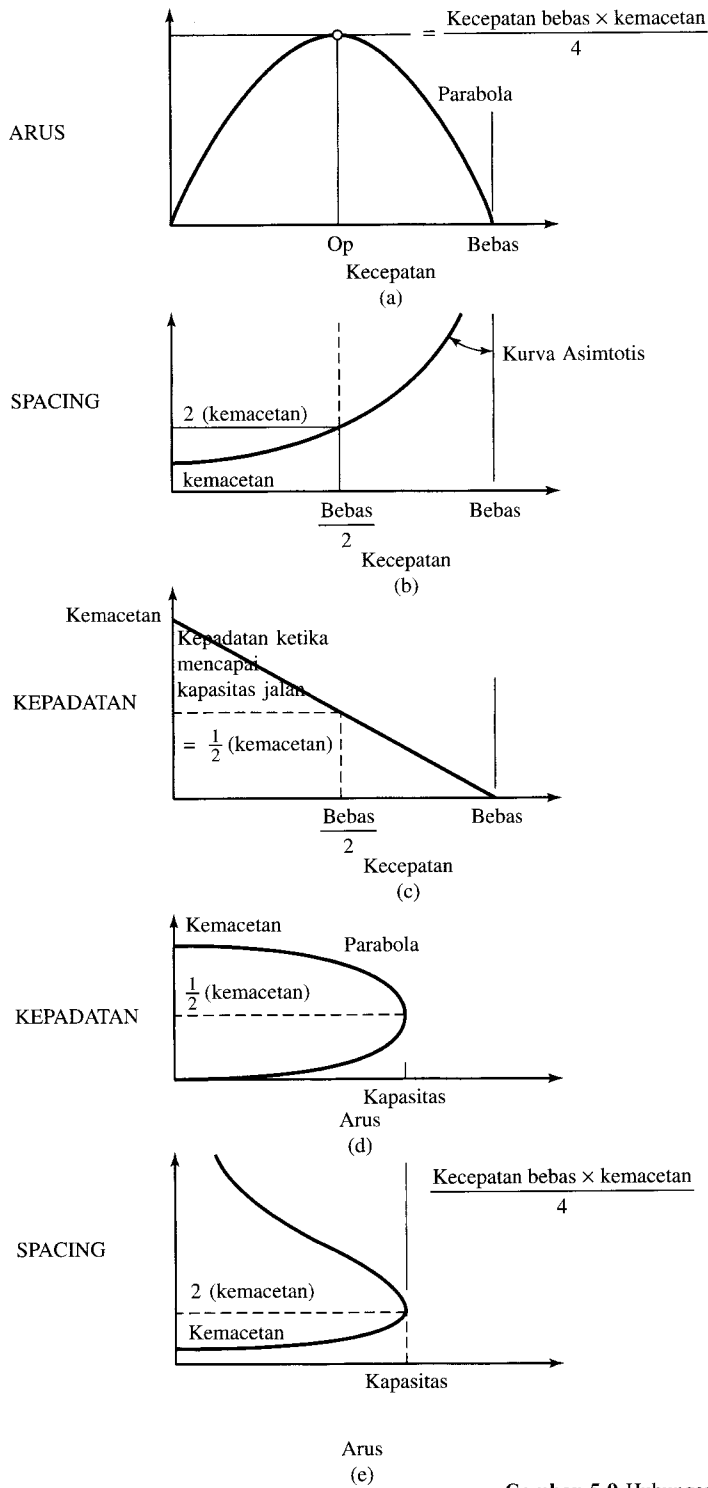 = Kecepatan bebas × kemacetan
4
Parabola
ARUS
Op
Bebas
Kecepatan
(a)
Kurva Asimtotis
SPACING
2 (kemacetan)
kemacetan
Bebas
2
Bebas
Kecepatan
(b)
Kemacetan
Kepadatan ketika
mencapai
kapasitas jalan
KEPADATAN
= 1/2 (kemacetan)
Bebas
2
Bebas
Kecepatan
(c)
Kemacetan
Parabola
1/2 (kemacetan)
KEPADATAN
Kapasitas
Arus
(d)
Kecepatan bebas × kemacetan
4
SPACING
2 (kemacetan)
Kemacetan
Kapasitas
Arus
(e)